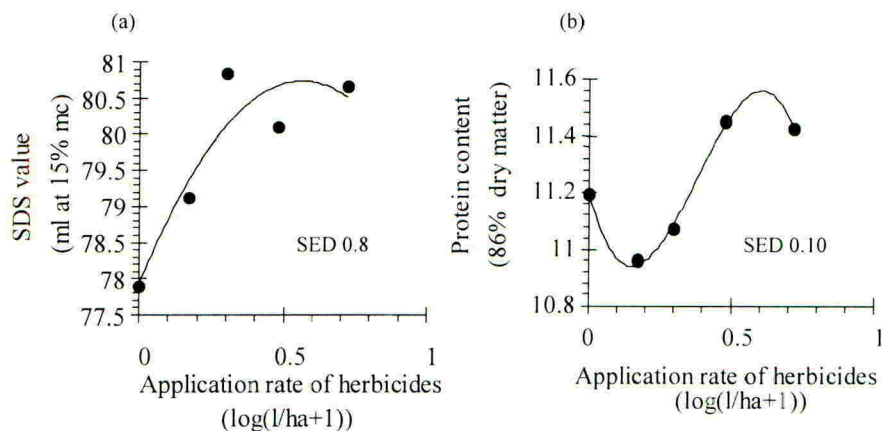 (a)
SDS value
(ml at 15% mc)
81
80.5
80
79.5
79
78.5
78
77.5
SED 0.8
0
0.5
1
Application rate of herbicides
(log(l/ha+1))
(b)
Protein content
(86% dry matter)
11.6
11.4
11.2
11
10.8
SED 0.10
0
0.5
1
Application rate of herbicides
(log(l/ha+1))